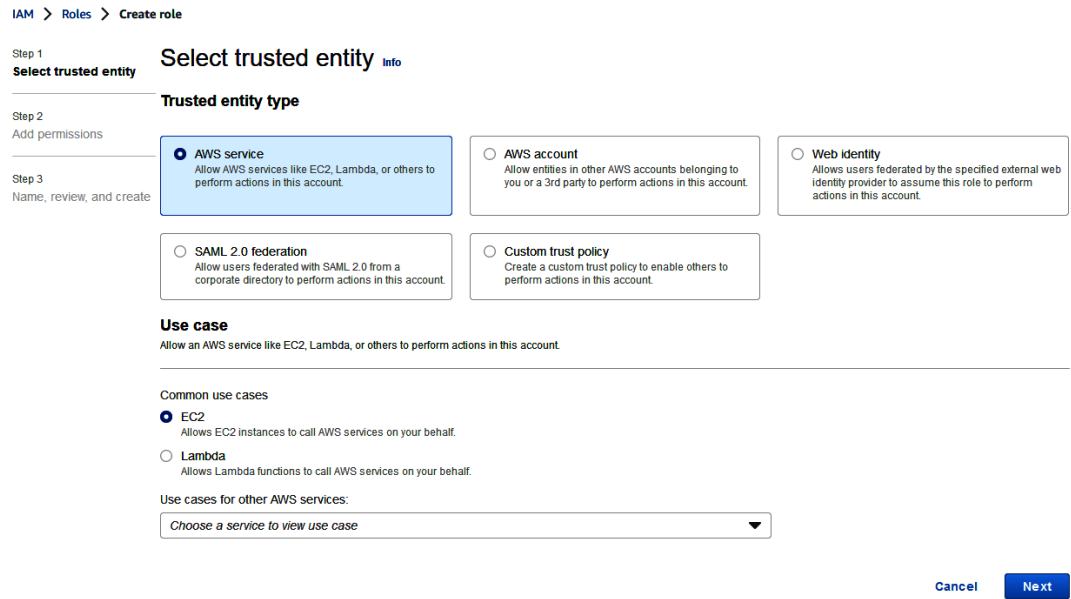 IAM > Roles > Create role
Step 1
Select trusted entity
Step 2
Add permissions
Step 3
Name, review, and create
Select trusted entity Info
Trusted entity type
AWS service
Allow AWS services like EC2, Lambda, or others to
perform actions in this account.
AWS account
Allow entities in other AWS accounts belonging to
you or a 3rd party to perform actions in this account.
Web identity
Allows users federated by the specified external web
identity provider to assume this role to perform
actions in this account.
SAML 2.0 federation
Allow users federated with SAML 2.0 from a
corporate directory to perform actions in this account.
Custom trust policy
Create a custom trust policy to enable others to
perform actions in this account.
Use case
Allow an AWS service like EC2, Lambda, or others to perform actions in this account.
Common use cases
EC2
Allows EC2 instances to call AWS services on your behalf.
Lambda
Allows Lambda functions to call AWS services on your behalf.
Use cases for other AWS services:
Choose a service to view use case
Cancel Next